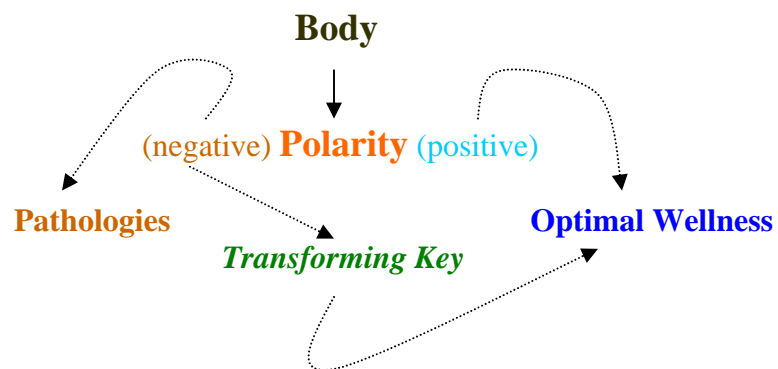 Body
(negative) Polarity (positive)
Pathologies
Optimal Wellness
Transforming Key